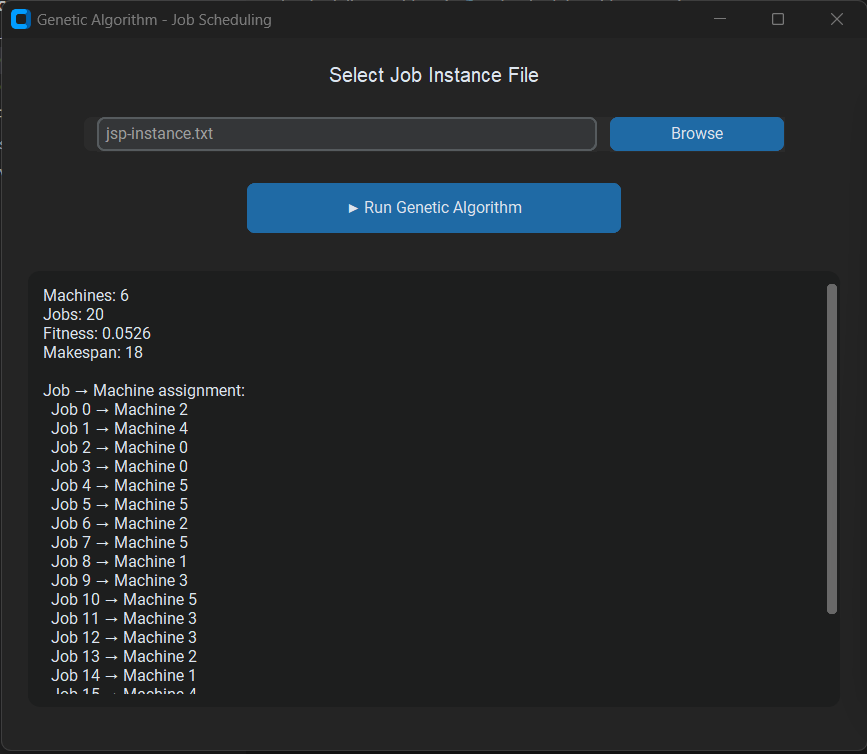 Genetic Algorithm - Job Scheduling
Select Job Instance File
jsp-instance.txt
Browse
► Run Genetic Algorithm
Machines: 6
Jobs: 20
Fitness: 0.0526
Makespan: 18
Job → Machine assignment:
Job 0 → Machine 2
Job 1 → Machine 4
Job 2 → Machine 0
Job 3 → Machine 0
Job 4 → Machine 5
Job 5 → Machine 5
Job 6 → Machine 2
Job 7 → Machine 5
Job 8 → Machine 1
Job 9 → Machine 3
Job 10 → Machine 5
Job 11 → Machine 3
Job 12 → Machine 3
Job 13 → Machine 2
Job 14 → Machine 1
Job 15 → Machine 4